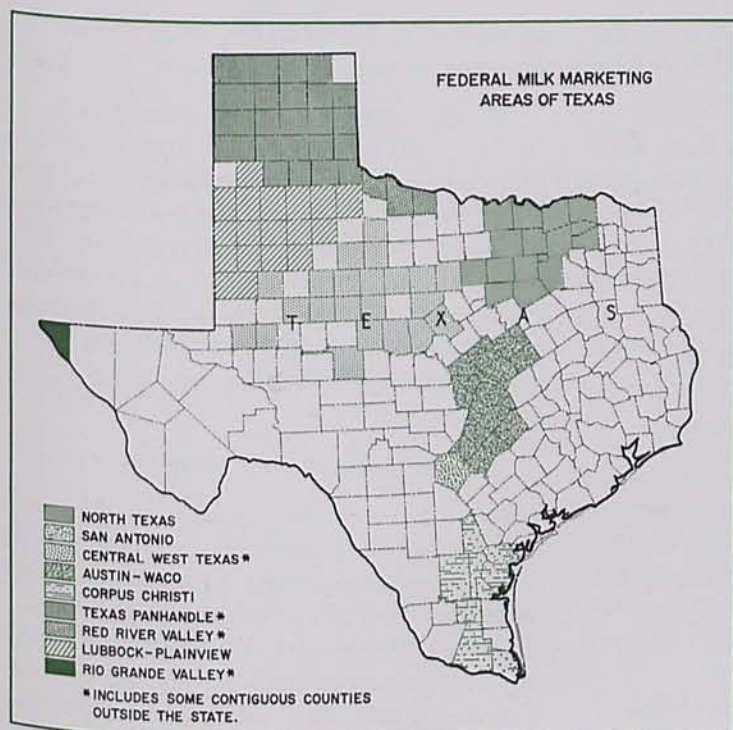 FEDERAL MILK MARKETING
AREAS OF TEXAS
T E X A S
NORTH TEXAS
SAN ANTONIO
CENTRAL WEST TEXAS*
AUSTIN-WACO
CORPUS CHRISTI
TEXAS PANHANDLE*
RED RIVER VALLEY*
LUBBOCK-PLAINVIEW
RIO GRANDE VALLEY*
*INCLUDES SOME CONTIGUOUS COUNTIES
OUTSIDE THE STATE.